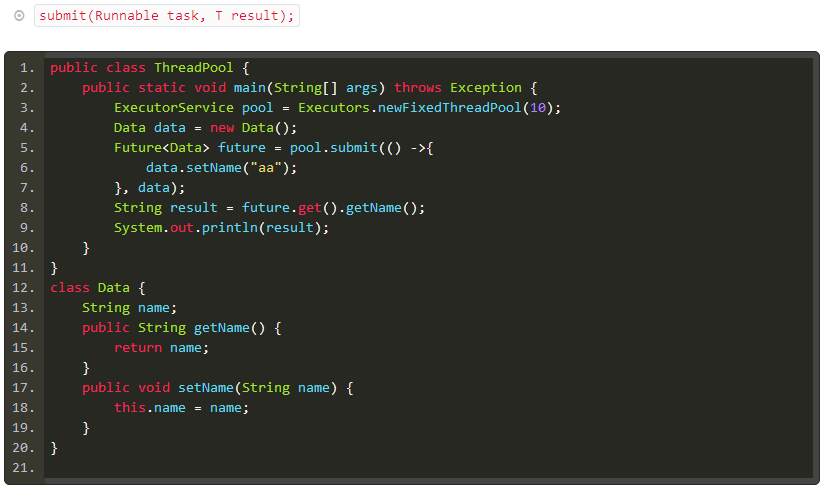 submit(Runnable task, T result);
1. public class ThreadPool {
2.     public static void main(String[] args) throws Exception {
3.         ExecutorService pool = Executors.newFixedThreadPool(10);
4.         Data data = new Data();
5.         Future<Data> future = pool.submit(() ->{
6.             data.setName("aa");
7.         }, data);
8.         String result = future.get().getName();
9.         System.out.println(result);
10.     }
11. }
12. class Data {
13.     String name;
14.     public String getName() {
15.         return name;
16.     }
17.     public void setName(String name) {
18.         this.name = name;
19.     }
20. }
21.